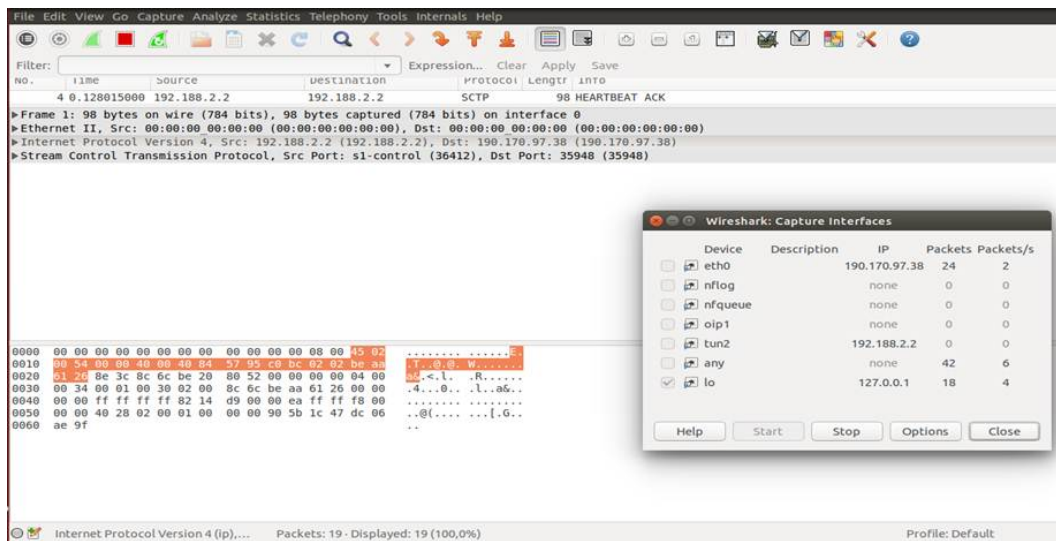 File Edit View Go Capture Analyze Statistics Telephony Tools Internals Help
Filter: Expression... Clear Apply Save
No. Time Source Destination Protocol Lengtr Info
4 0.128015000 192.188.2.2 192.188.2.2 SCTP 98 HEARTBEAT ACK
Frame 1: 98 bytes on wire (784 bits), 98 bytes captured (784 bits) on interface 0
Ethernet II, Src: 00:00:00_00:00:00 (00:00:00:00:00:00), Dst: 00:00:00_00:00:00 (00:00:00:00:00:00)
Internet Protocol Version 4, Src: 192.188.2.2 (192.188.2.2), Dst: 190.170.97.38 (190.170.97.38)
Stream Control Transmission Protocol, Src Port: s1-control (36412), Dst Port: 35948 (35948)
Wireshark: Capture Interfaces
Device Description IP Packets Packets/s
eth0 190.170.97.38 24 2
nflog none 0 0
nfqueue none 0 0
oip1 none 0 0
tun2 192.188.2.2 0 0
any none 42 6
lo 127.0.0.1 18 4
Help Start Stop Options Close
0000 00 00 00 00 00 00 00 00 00 00 00 00 08 00 45 02 ........ ......E.
0010 00 54 00 00 40 00 40 84 57 95 c0 bc 02 02 be aa .T..@.@. W.......
0020 61 26 8e 3c 8c 6c be 20 80 52 00 00 00 00 04 00 a&.<.l. .R......
0030 00 34 00 01 00 30 02 00 8c 6c be aa 61 26 00 00 .4...0.. .l..a&..
0040 00 00 ff ff ff ff 82 14 d9 00 00 ea ff ff f8 00 ........ ........
0050 00 00 40 28 02 00 01 00 00 00 90 5b 1c 47 dc 06 ..@(.... ...[.G..
0060 ae 9f ..
Internet Protocol Version 4 (ip),... Packets: 19 · Displayed: 19 (100,0%) Profile: Default